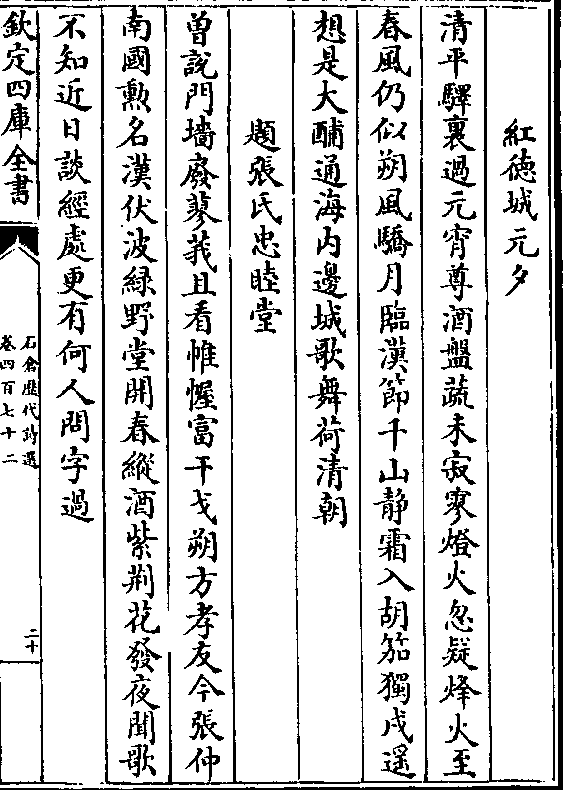 紅徳城元夕
清平驛裏過元宵尊酒盤蔬未寂寥燈火忽疑烽火至
春風仍似朔風驕月臨漢節千山静霜入胡笳獨戍遥
想是大酺通海内邊城歌舞荷清朝
題張氏忠睦堂
曽説門墻廢蓼莪且看帷幄富干戈朔方孝友今張仲
南國勲名漢伏波緑野堂開春縱酒紫荆花發夜聞歌
不知近日談經處更有何人問字過
欽定四庫全書
石倉歴代詩選
卷四百七十二
二十